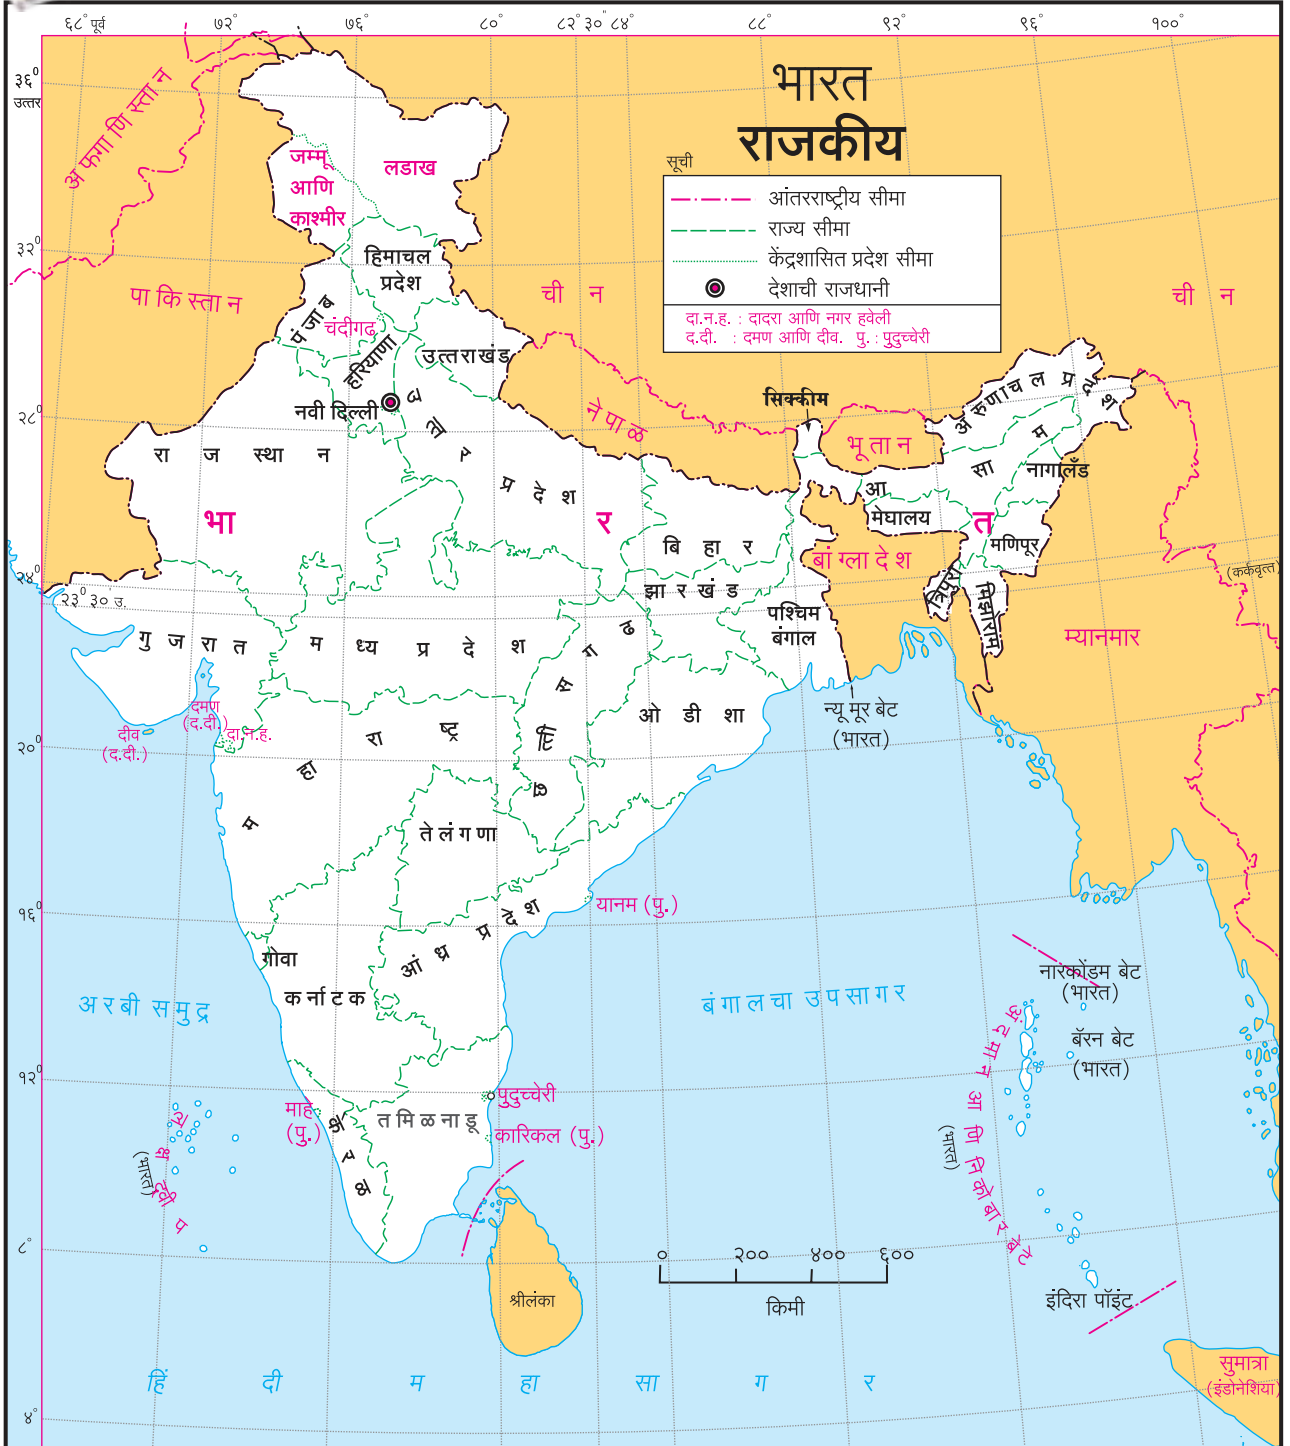 ६८° पूर्व ७२° ७६° ८०° ८२° ३०° ८४° ८८° ९२° ९६° १००°
३६°
उत्तर
३२°
२८°
२४°
२०°
१६°
१२°
८°
४°
भारत
राजकीय
सूची
आंतरराष्ट्रीय सीमा
राज्य सीमा
केंद्रशासित प्रदेश सीमा
देशाची राजधानी
दा.न.ह. : दादरा आणि नगर हवेली
द.दी. : दमण आणि दीव. पु. : पुदुच्चेरी
अफगाणिस्तान
पाकिस्तान
चीन
चीन
नेपाळ
भूतान
बांग्लादेश
म्यानमार
श्रीलंका
सुमात्रा
(इंडोनेशिया)
जम्मू
आणि
काश्मीर
लडाख
हिमाचल
प्रदेश
पंजाब
चंदीगढ
हरियाणा
उत्तराखंड
नवी दिल्ली
राजस्थान
उत्तर प्रदेश
सिक्कीम
अरुणाचल प्रदेश
आसाम
नागालँड
मेघालय
मणिपूर
त्रिपुरा
मिझोराम
बिहार
झारखंड
पश्चिम
बंगाल
भारत
(कर्कवृत्त)
२३° ३०' उ.
गुजरात
मध्य प्रदेश
छत्तीसगढ
ओडीशा
न्यू मूर बेट
(भारत)
दमण
(द.दी.)
दीव
(द.दी.)
दा.न.ह.
महाराष्ट्र
तेलंगणा
आंध्र प्रदेश
यानम (पु.)
गोवा
कर्नाटक
पुदुच्चेरी
माहे
(पु.)
केरळ
तमिळनाडू
कारिकल (पु.)
अरबी समुद्र
बंगालचा उपसागर
लक्षद्वीप
(भारत)
नारकोंडम बेट
(भारत)
बॅरन बेट
(भारत)
अंदमान आणि निकोबार बेटे
(भारत)
इंदिरा पॉइंट
० २०० ४०० ६००
किमी
हिंदी महासागर